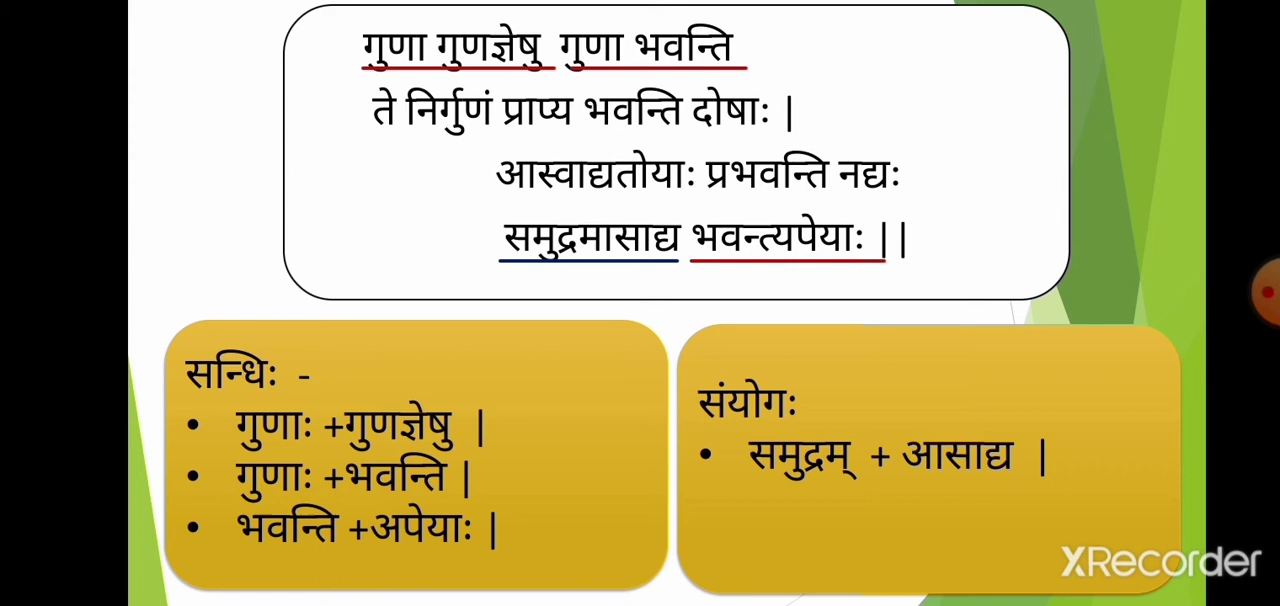 गुणा गुणज्ञेषु गुणा भवन्ति
ते निर्गुणं प्राप्य भवन्ति दोषाः |
आस्वाद्यतोयाः प्रभवन्ति नद्यः
समुद्रमासाद्य भवन्त्यपेयाः ||
सन्धिः -
• गुणाः +गुणज्ञेषु |
• गुणाः +भवन्ति |
• भवन्ति +अपेयाः |
संयोगः
• समुद्रम् + आसाद्य |
XRecorder